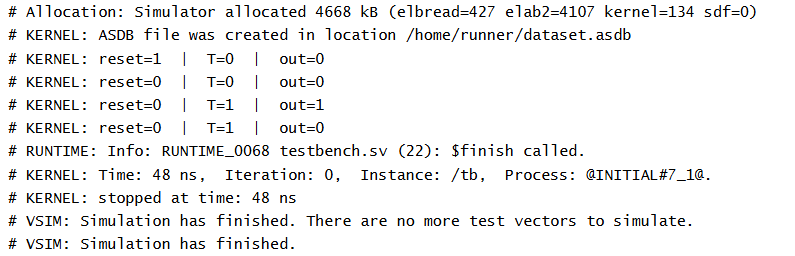 # Allocation: Simulator allocated 4668 kB (elbread=427 elab2=4107 kernel=134 sdf=0)
# KERNEL: ASDB file was created in location /home/runner/dataset.asdb
# KERNEL: reset=1  |  T=0  |  out=0
# KERNEL: reset=0  |  T=0  |  out=0
# KERNEL: reset=0  |  T=1  |  out=1
# KERNEL: reset=0  |  T=1  |  out=0
# RUNTIME: Info: RUNTIME_0068 testbench.sv (22): $finish called.
# KERNEL: Time: 48 ns,  Iteration: 0,  Instance: /tb,  Process: @INITIAL#7_1@.
# KERNEL: stopped at time: 48 ns
# VSIM: Simulation has finished. There are no more test vectors to simulate.
# VSIM: Simulation has finished.